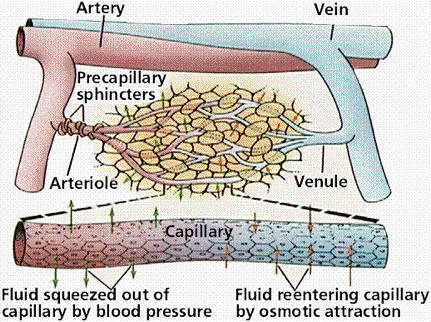 Artery
Vein
Precapillary
sphincters
Arteriole
Venule
Capillary
Fluid squeezed out of
capillary by blood pressure
Fluid reentering capillary
by osmotic attraction